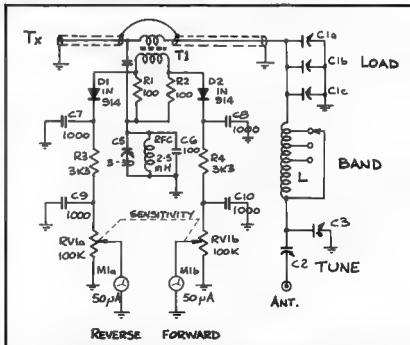 Tx
T1
C1a
C1b
LOAD
C1c
D1
1N
914
R1
100
R2
100
D2
1N
914
C7
1000
C5
3-
RFC
2·5
mH
C6
100
C8
1000
R3
3K3
R4
3K3
L
BAND
C9
1000
C10
1000
SENSITIVITY
RV1a
100K
RV1b
100K
C3
C2
TUNE
M1a
50µA
M1b
50µA
ANT.
REVERSE FORWARD